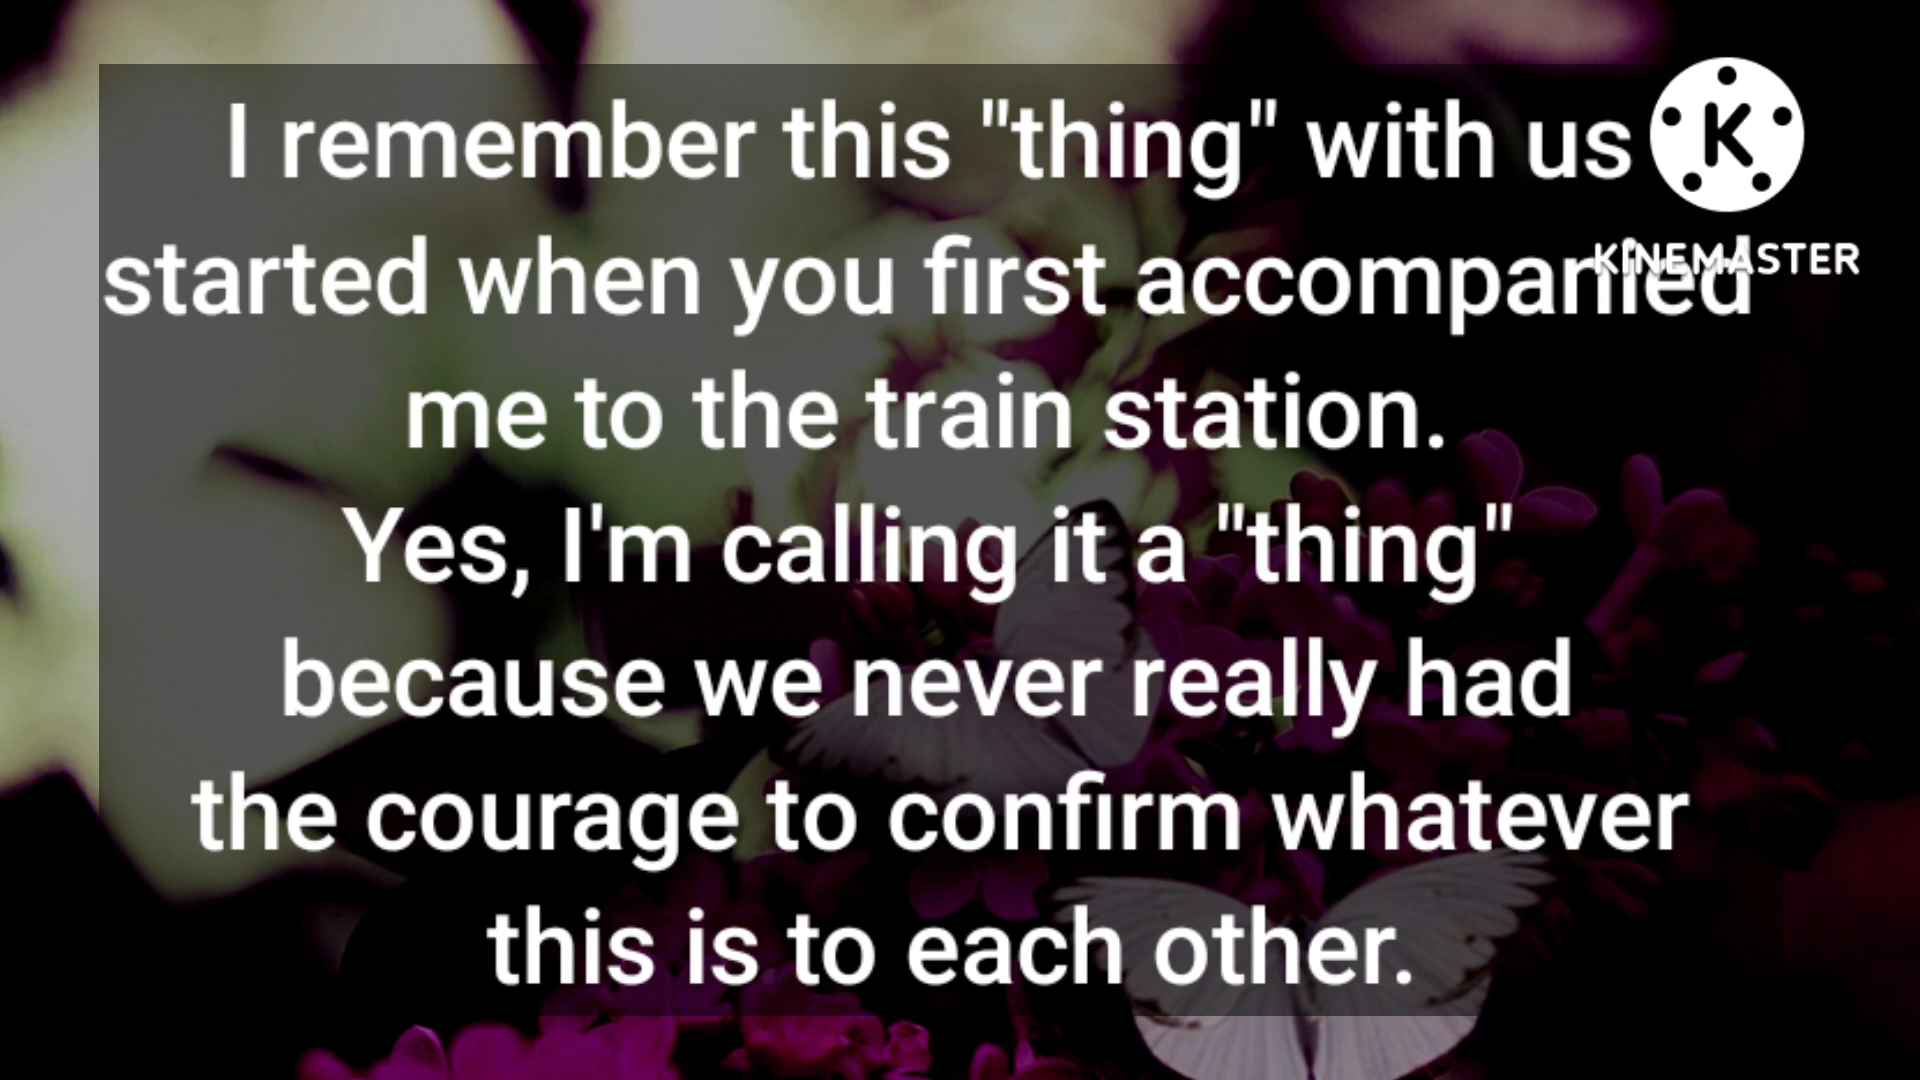 I remember this "thing" with us
started when you first accompanied
me to the train station.
Yes, I'm calling it a "thing"
because we never really had
the courage to confirm whatever
this is to each other.
K
KINEMASTER